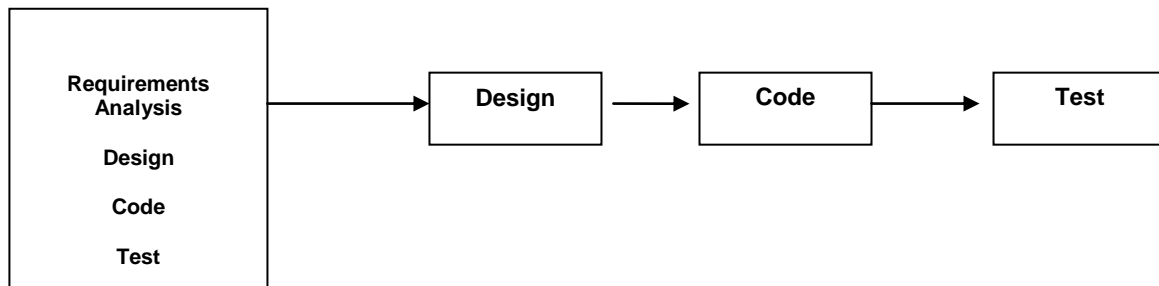 Requirements
Analysis
Design
Code
Test
Design
Code
Test